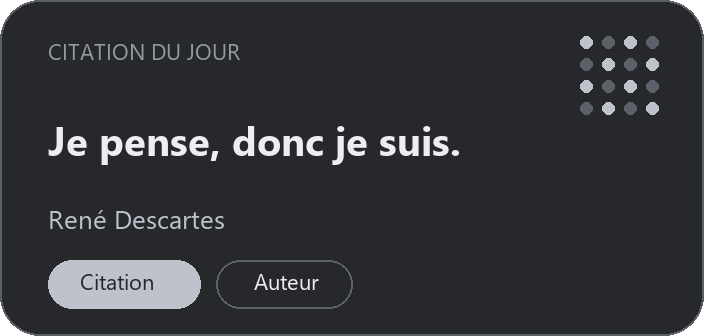 CITATION DU JOUR
Je pense, donc je suis.
René Descartes
Citation
Auteur